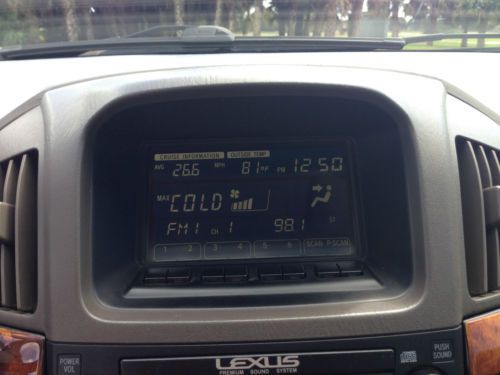 CRUISE INFORMATION OUTSIDE TEMP
AVG 26.6 MPH 81°F PM 12:50
MAX COLD
FM1 CH 1 98.1 ST
1 2 3 4 5 6 SCAN P·SCAN
POWER
VOL
LEXUS
PREMIUM SOUND SYSTEM
PUSH
SOUND